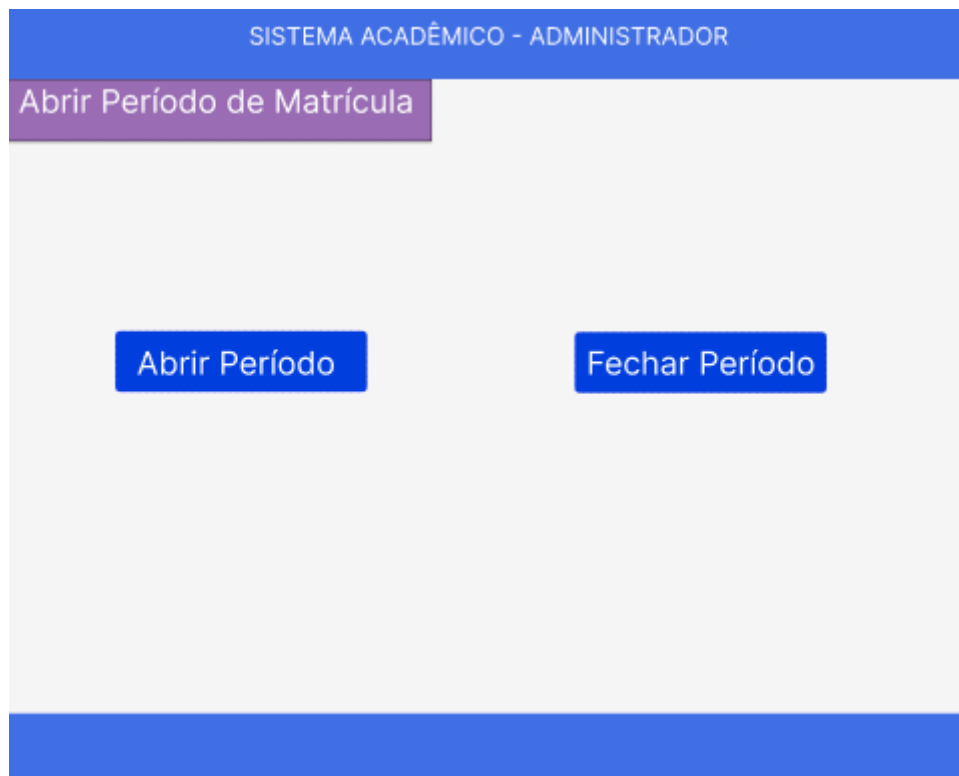 SISTEMA ACADÊMICO - ADMINISTRADOR
Abrir Período de Matrícula
Abrir Período
Fechar Período